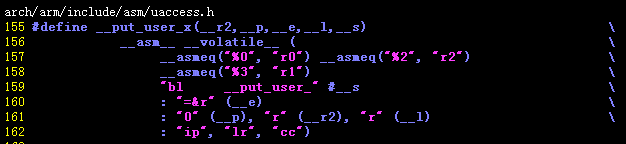 arch/arm/include/asm/uaccess.h
155 #define __put_user_x(__r2,__p,__e,__l,__s) \
156 __asm__ __volatile__ ( \
157 __asmeq("%0", "r0") __asmeq("%2", "r2") \
158 __asmeq("%3", "r1") \
159 "bl __put_user_" #__s \
160 : "=&r" (__e) \
161 : "0" (__p), "r" (__r2), "r" (__l) \
162 : "ip", "lr", "cc")